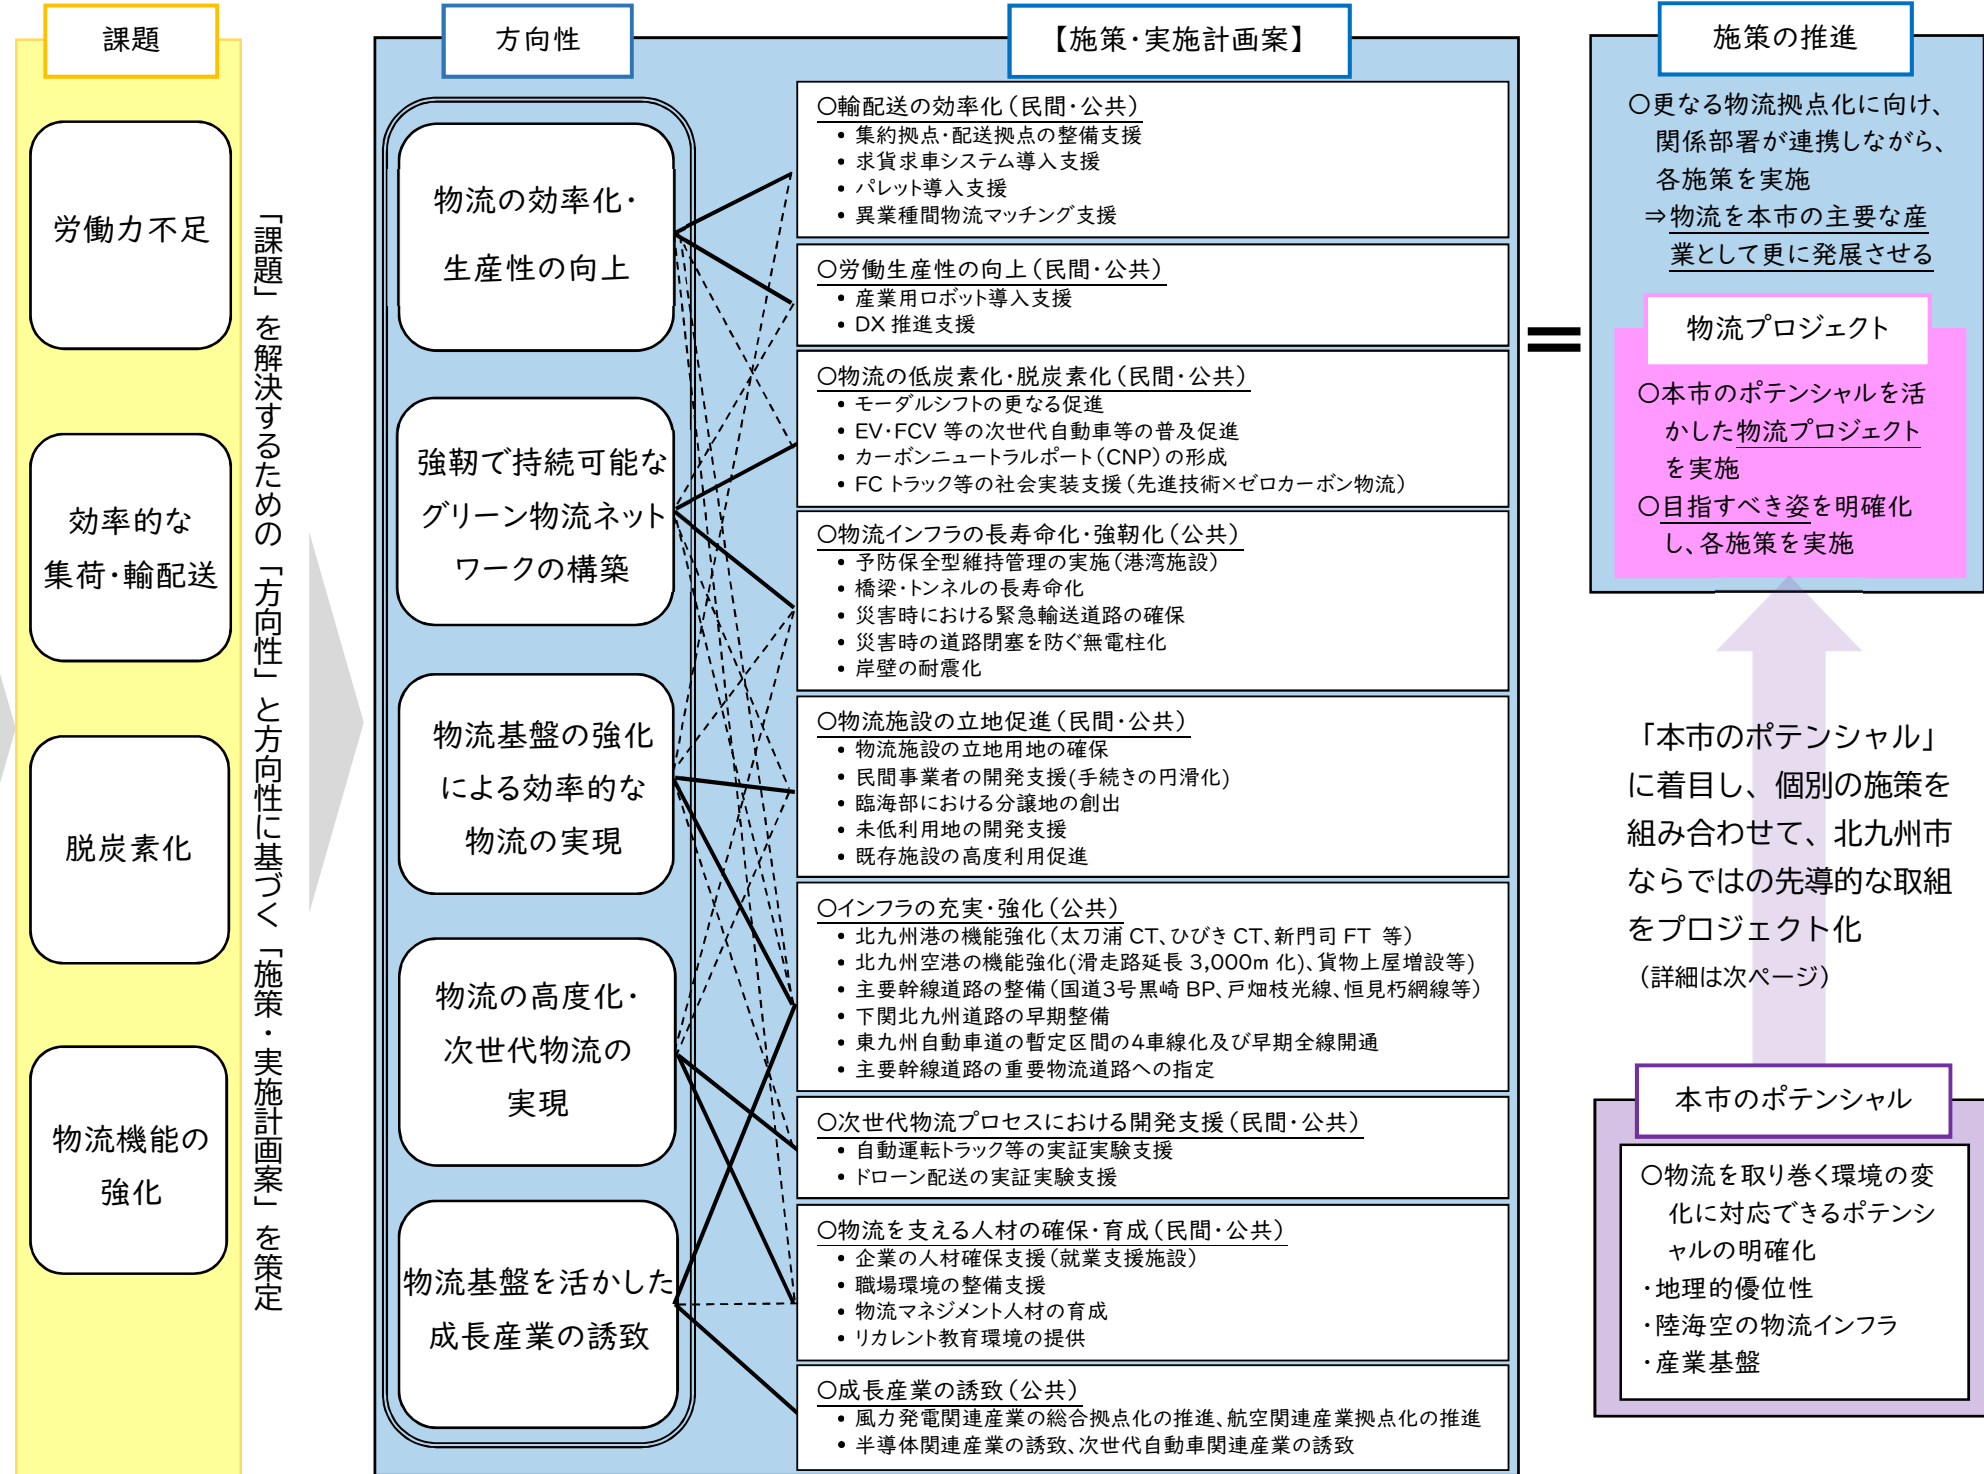 課題
労働力不足
効率的な
集荷・輸配送
脱炭素化
物流機能の
強化
「課題」を解決するための「方向性」と方向性に基づく「施策・実施計画案」を策定
方向性
物流の効率化・
生産性の向上
強靭で持続可能な
グリーン物流ネット
ワークの構築
物流基盤の強化
による効率的な
物流の実現
物流の高度化・
次世代物流の
実現
物流基盤を活かした
成長産業の誘致
【施策・実施計画案】
〇輸配送の効率化(民間・公共)
• 集約拠点・配送拠点の整備支援
• 求貨求車システム導入支援
• パレット導入支援
• 異業種間物流マッチング支援
〇労働生産性の向上(民間・公共)
• 産業用ロボット導入支援
• DX 推進支援
〇物流の低炭素化・脱炭素化(民間・公共)
• モーダルシフトの更なる促進
• EV・FCV 等の次世代自動車等の普及促進
• カーボンニュートラルポート(CNP)の形成
• FC トラック等の社会実装支援(先進技術×ゼロカーボン物流)
〇物流インフラの長寿命化・強靭化(公共)
• 予防保全型維持管理の実施(港湾施設)
• 橋梁・トンネルの長寿命化
• 災害時における緊急輸送道路の確保
• 災害時の道路閉塞を防ぐ無電柱化
• 岸壁の耐震化
〇物流施設の立地促進(民間・公共)
• 物流施設の立地用地の確保
• 民間事業者の開発支援(手続きの円滑化)
• 臨海部における分譲地の創出
• 未低利用地の開発支援
• 既存施設の高度利用促進
〇インフラの充実・強化(公共)
• 北九州港の機能強化(太刀浦 CT、ひびき CT、新門司 FT 等)
• 北九州空港の機能強化(滑走路延長 3,000m 化)、貨物上屋増設等)
• 主要幹線道路の整備(国道3号黒崎 BP、戸畑枝光線、恒見朽網線等)
• 下関北九州道路の早期整備
• 東九州自動車道の暫定区間の4車線化及び早期全線開通
• 主要幹線道路の重要物流道路への指定
〇次世代物流プロセスにおける開発支援(民間・公共)
• 自動運転トラック等の実証実験支援
• ドローン配送の実証実験支援
〇物流を支える人材の確保・育成(民間・公共)
• 企業の人材確保支援(就業支援施設)
• 職場環境の整備支援
• 物流マネジメント人材の育成
• リカレント教育環境の提供
〇成長産業の誘致(公共)
• 風力発電関連産業の総合拠点化の推進、航空関連産業拠点化の推進
• 半導体関連産業の誘致、次世代自動車関連産業の誘致
=
施策の推進
〇更なる物流拠点化に向け、
関係部署が連携しながら、
各施策を実施
⇒物流を本市の主要な産
業として更に発展させる
物流プロジェクト
〇本市のポテンシャルを活
かした物流プロジェクト
を実施
〇目指すべき姿を明確化
し、各施策を実施
「本市のポテンシャル」
に着目し、個別の施策を
組み合わせて、北九州市
ならではの先導的な取組
をプロジェクト化
(詳細は次ページ)
本市のポテンシャル
〇物流を取り巻く環境の変
化に対応できるポテンシ
ャルの明確化
・地理的優位性
・陸海空の物流インフラ
・産業基盤